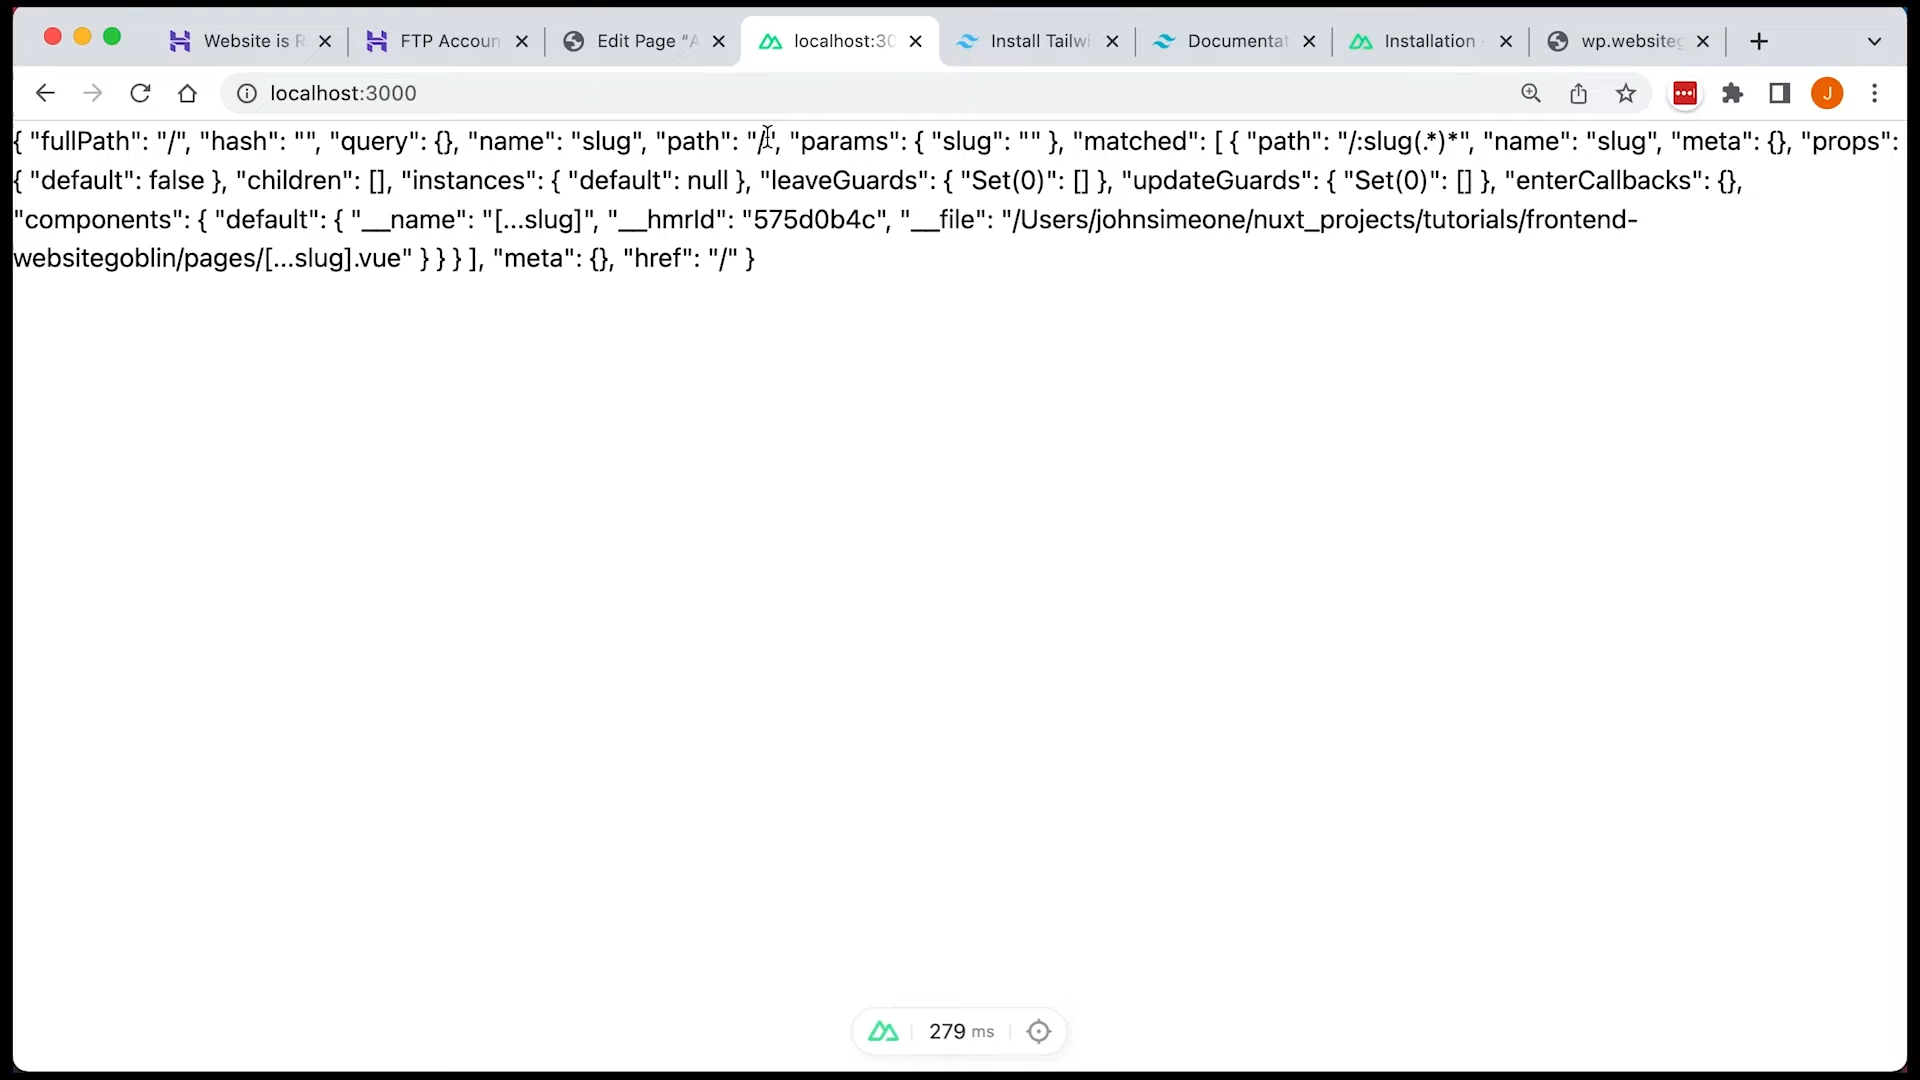 Website is R
FTP Accoun
Edit Page "A
localhost:30
Install Tailwi
Documentat
Installation
wp.websiteg
localhost:3000
J
{ "fullPath": "/", "hash": "", "query": {}, "name": "slug", "path": "/", "params": { "slug": "" }, "matched": [ { "path": "/:slug(.*)*", "name": "slug", "meta": {}, "props":
{ "default": false }, "children": [], "instances": { "default": null }, "leaveGuards": { "Set(0)": [] }, "updateGuards": { "Set(0)": [] }, "enterCallbacks": {},
"components": { "default": { "__name": "[...slug]", "__hmrId": "575d0b4c", "__file": "/Users/johnsimeone/nuxt_projects/tutorials/frontend-
websitegoblin/pages/[...slug].vue" } } } ], "meta": {}, "href": "/" }
279 ms